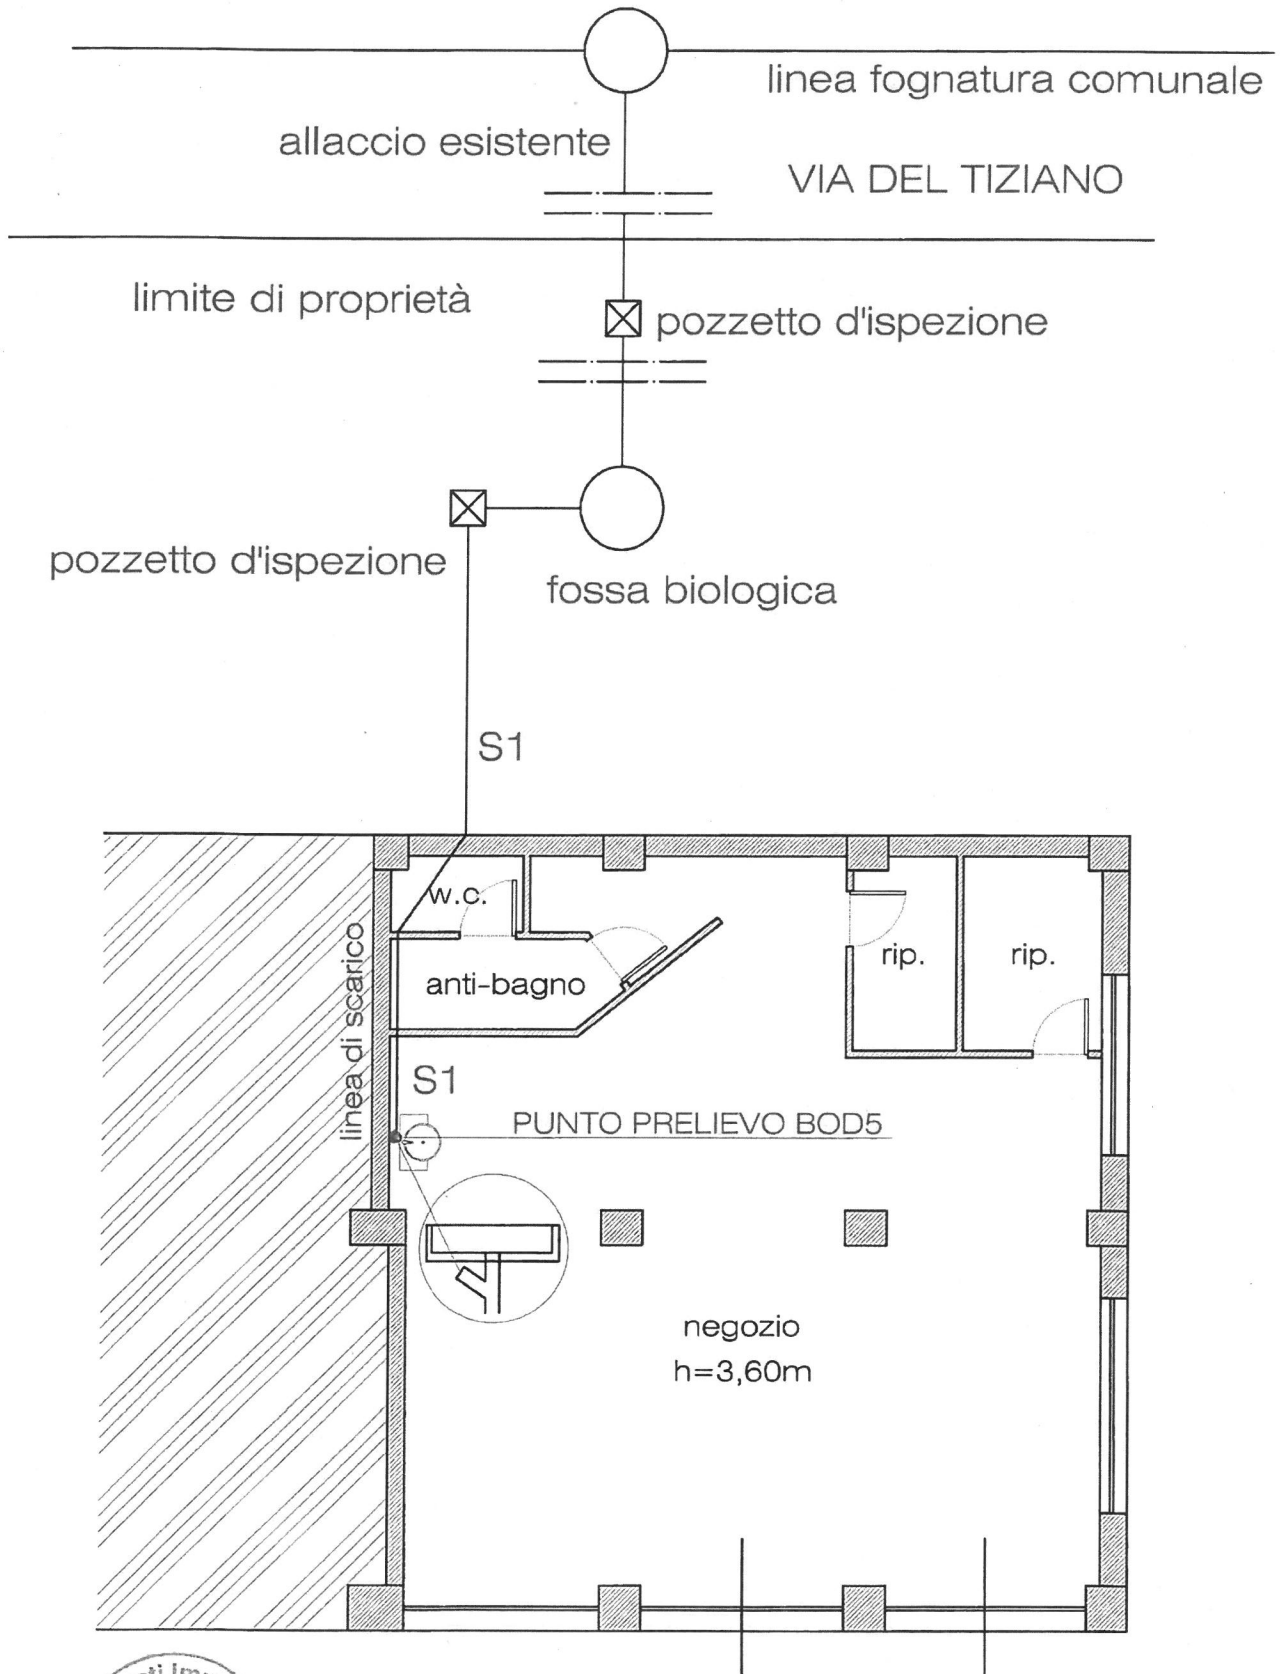 linea fognatura comunale
allaccio esistente
VIA DEL TIZIANO
limite di proprietà
pozzetto d'ispezione
pozzetto d'ispezione
fossa biologica
S1
w.c.
linea di scarico
anti-bagno
rip.
rip.
S1
PUNTO PRELIEVO BOD5
negozio
h=3,60m